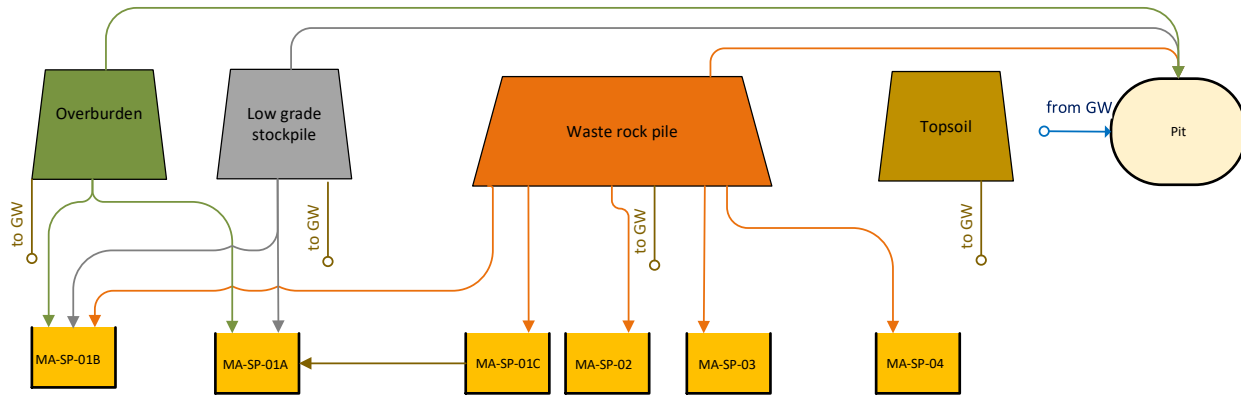 Overburden
Low grade
stockpile
Waste rock pile
Topsoil
from GW
Pit
to GW
to GW
to GW
to GW
MA-SP-01B
MA-SP-01A
MA-SP-01C
MA-SP-02
MA-SP-03
MA-SP-04